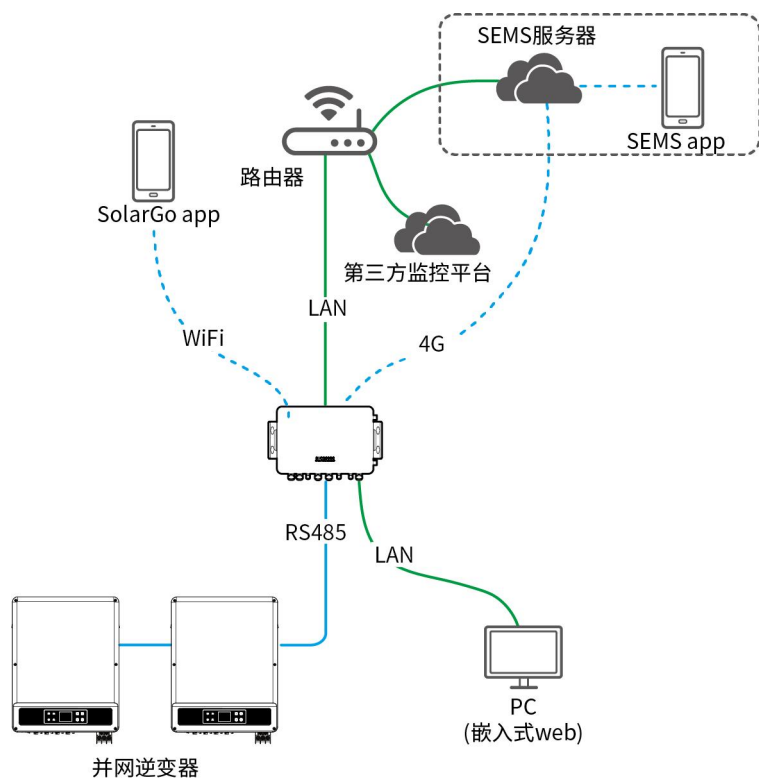 SEMS服务器
SEMS app
路由器
SolarGo app
第三方监控平台
LAN
WiFi
4G
RS485
LAN
PC
(嵌入式web)
并网逆变器